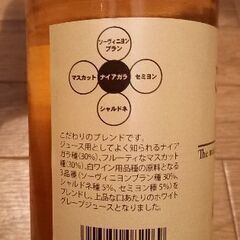 ソーヴィニヨン
ブラン
マスカット
ナイアガラ
セミヨン
シャルドネ
こだわりのブレンドです。
ジュース用としてよく知られるナイア
ガラ種(30%)、フルーティなマスカット
種(30%)、白ワイン用品種の原料となる
3品種(ソーヴィニヨンブラン種 30%、
シャルドネ種 5%、セミヨン種 5%)をブ
レンドし、上品な口あたりのホワイト
グレープジュースとなりました。
The